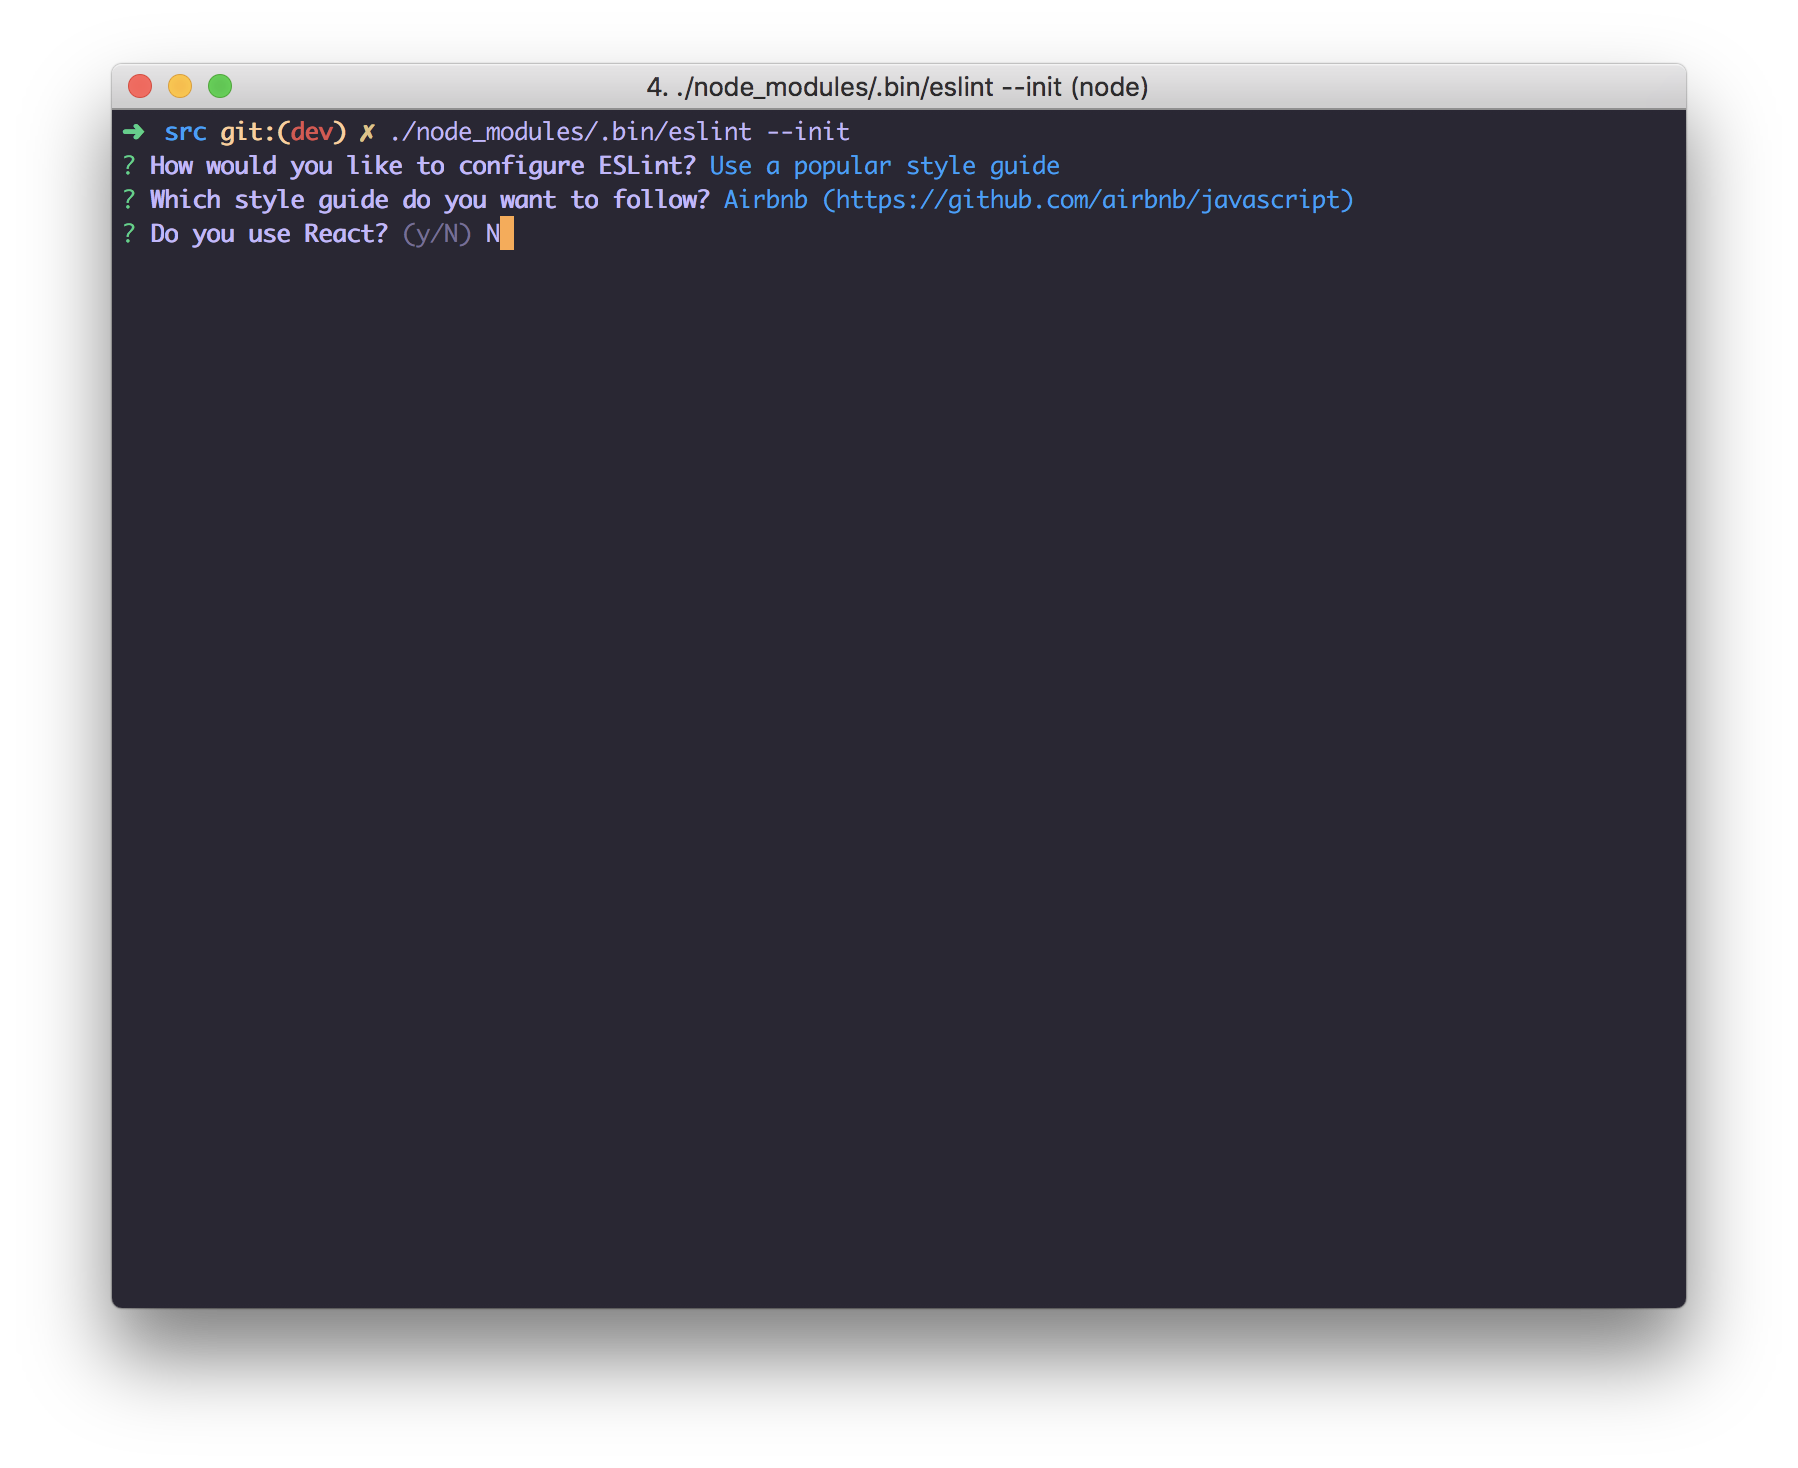 4. ./node_modules/.bin/eslint --init (node)
➜ src git:(dev) ✗ ./node_modules/.bin/eslint --init
? How would you like to configure ESLint? Use a popular style guide
? Which style guide do you want to follow? Airbnb (https://github.com/airbnb/javascript)
? Do you use React? (y/N) N